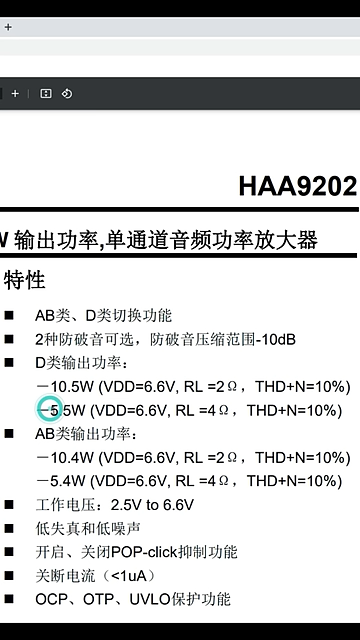 HAA9202
W 输出功率,单通道音频功率放大器
特性
■ AB类、D类切换功能
■ 2种防破音可选，防破音压缩范围-10dB
■ D类输出功率：
－10.5W (VDD=6.6V, RL =2Ω，THD+N=10%)
－5.5W (VDD=6.6V, RL =4Ω，THD+N=10%)
■ AB类输出功率：
－10.4W (VDD=6.6V, RL =2Ω，THD+N=10%)
－5.4W (VDD=6.6V, RL =4Ω，THD+N=10%)
■ 工作电压：2.5V to 6.6V
■ 低失真和低噪声
■ 开启、关闭POP-click抑制功能
■ 关断电流（<1uA）
■ OCP、OTP、UVLO保护功能